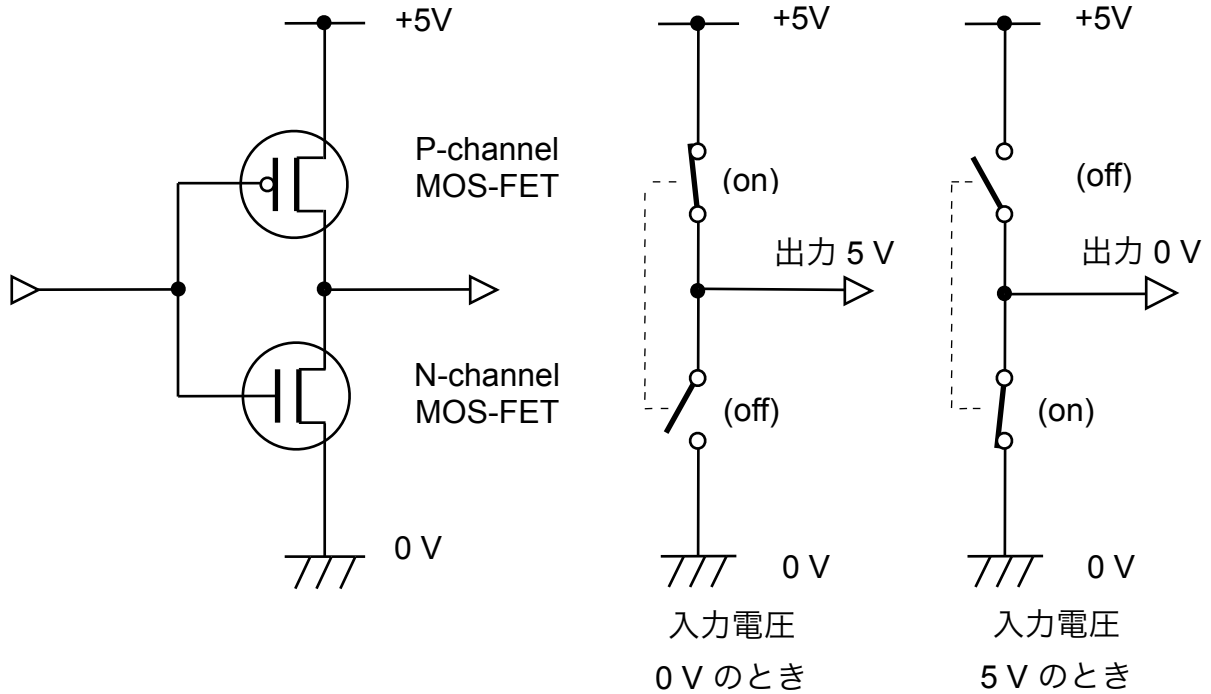 +5V
P-channel
MOS-FET
N-channel
MOS-FET
0 V
+5V
(on)
出力 5 V
(off)
0 V
入力電圧
0 V のとき
+5V
(off)
出力 0 V
(on)
0 V
入力電圧
5 V のとき